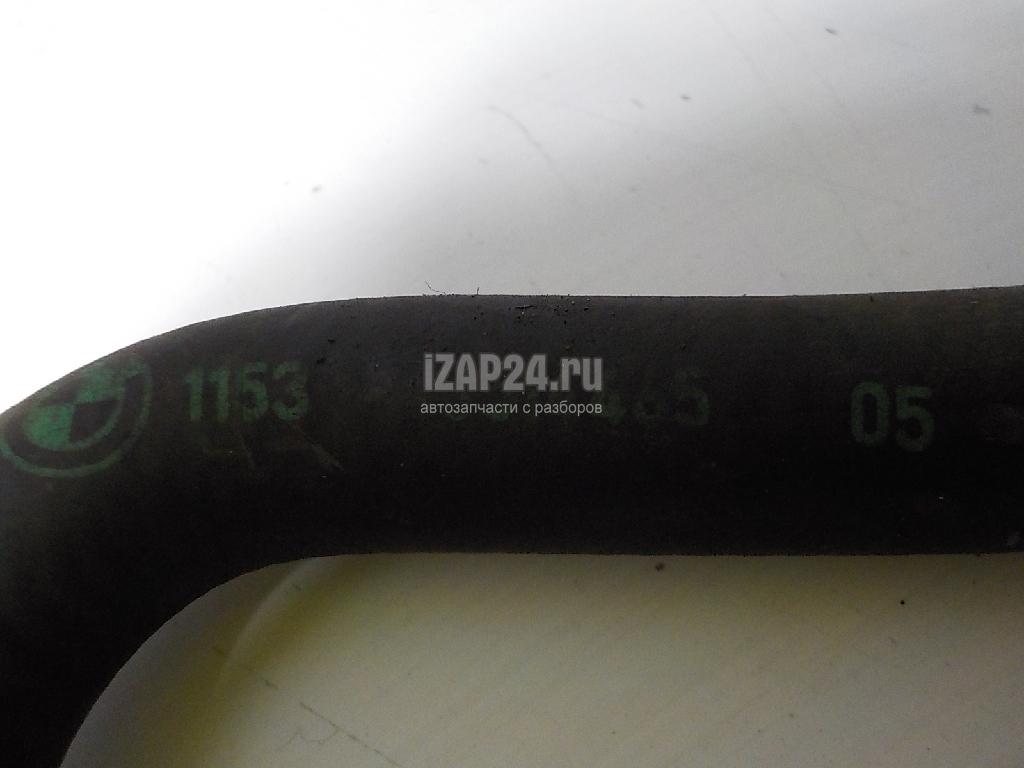 1153 05
iZAP24.ru
автозапчасти с разборов